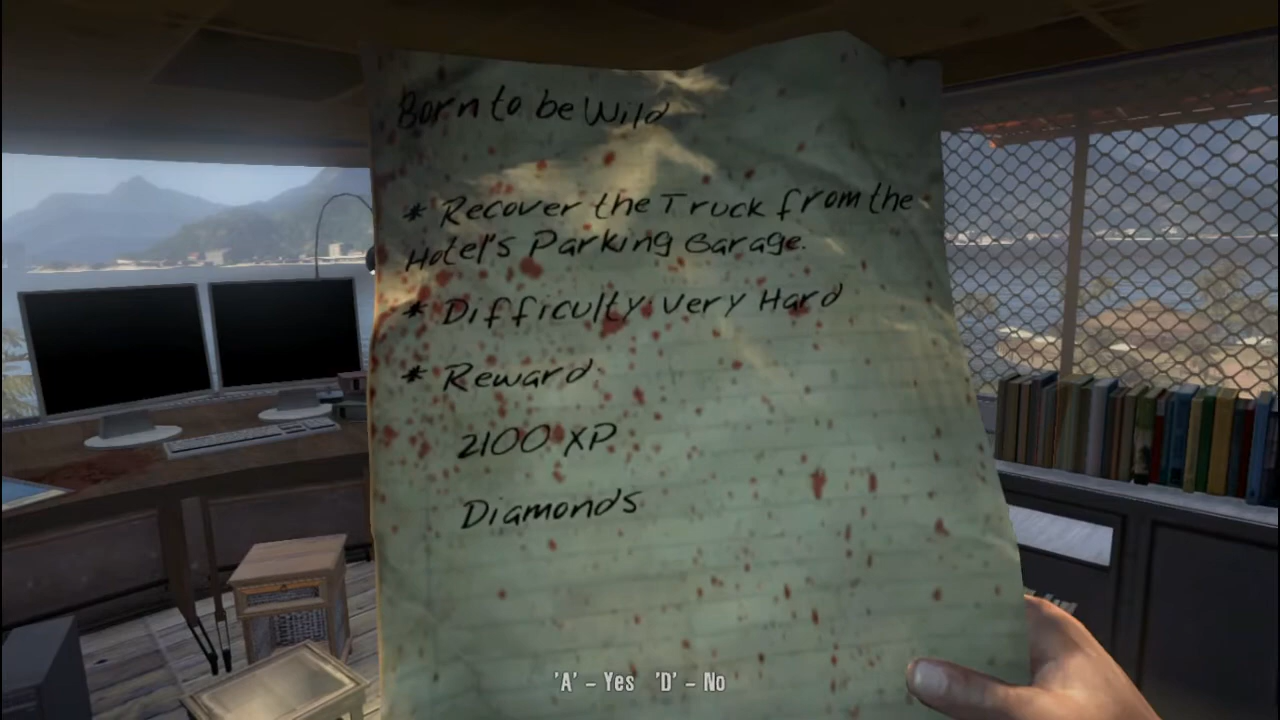 Born to be Wild
* Recover the Truck from the
Hotel's Parking Garage.
* Difficulty: Very Hard
* Reward
2100 XP
Diamonds
'A' – Yes 'D' – No